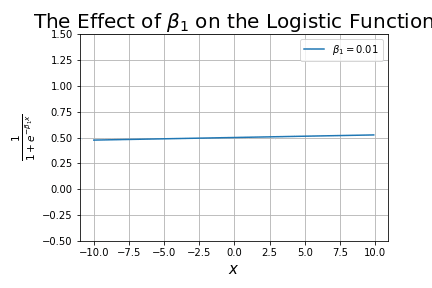 The Effect of β₁ on the Logistic Function
1.50
1.25
1.00
0.75
0.50
0.25
0.00
−0.25
−0.50
1 / 1 + e^{−β₁x}
β₁ = 0.01
−10.0 −7.5 −5.0 −2.5 0.0 2.5 5.0 7.5 10.0
x